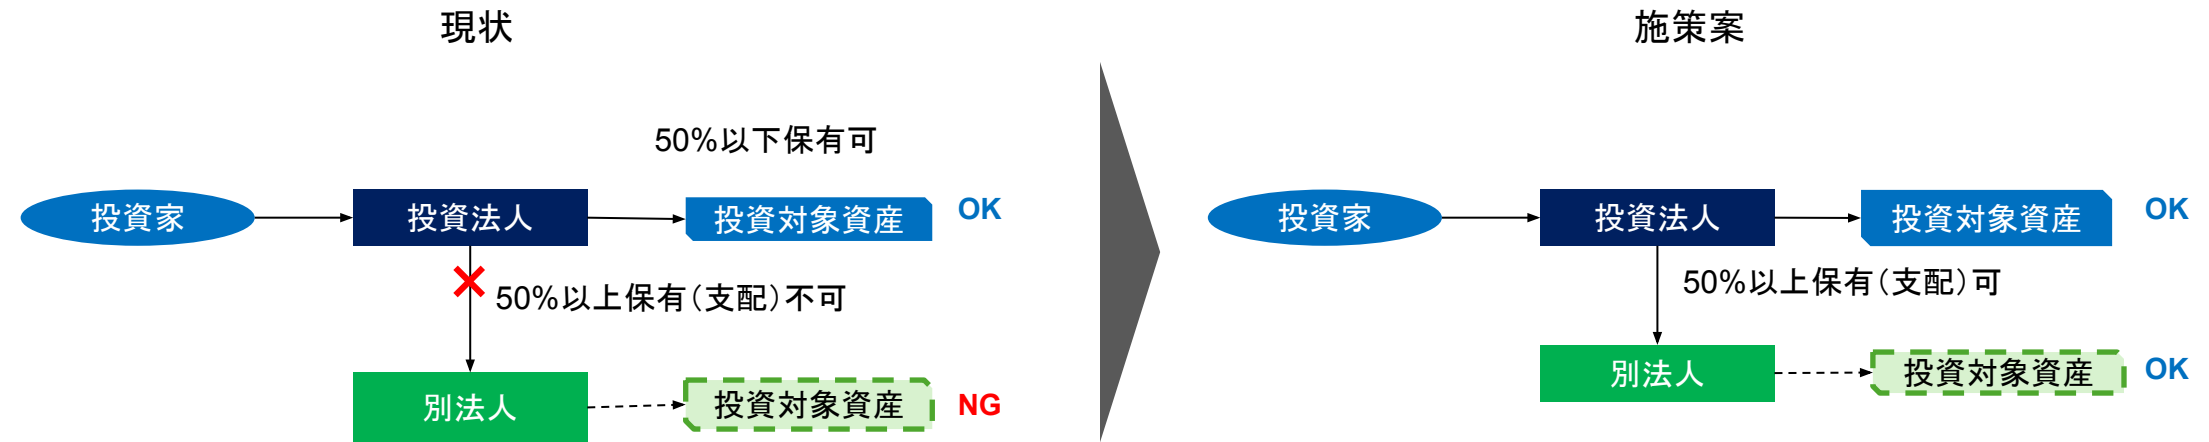 現状
50%以下保有可
投資家
投資法人
投資対象資産
OK
50%以上保有(支配)不可
別法人
投資対象資産
NG
施策案
投資家
投資法人
投資対象資産
OK
50%以上保有(支配)可
別法人
投資対象資産
OK